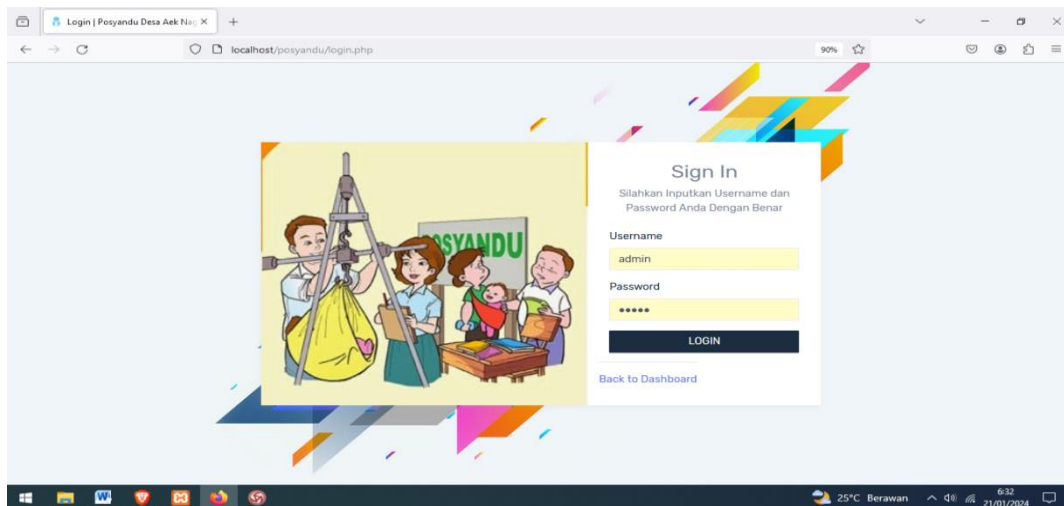 Login | Posyandu Desa Aek Nag
localhost/posyandu/login.php
90%
POSYANDU
Sign In
Silahkan Inputkan Username dan
Password Anda Dengan Benar
Username
admin
Password
LOGIN
Back to Dashboard
25°C Berawan
6:32
21/01/2024